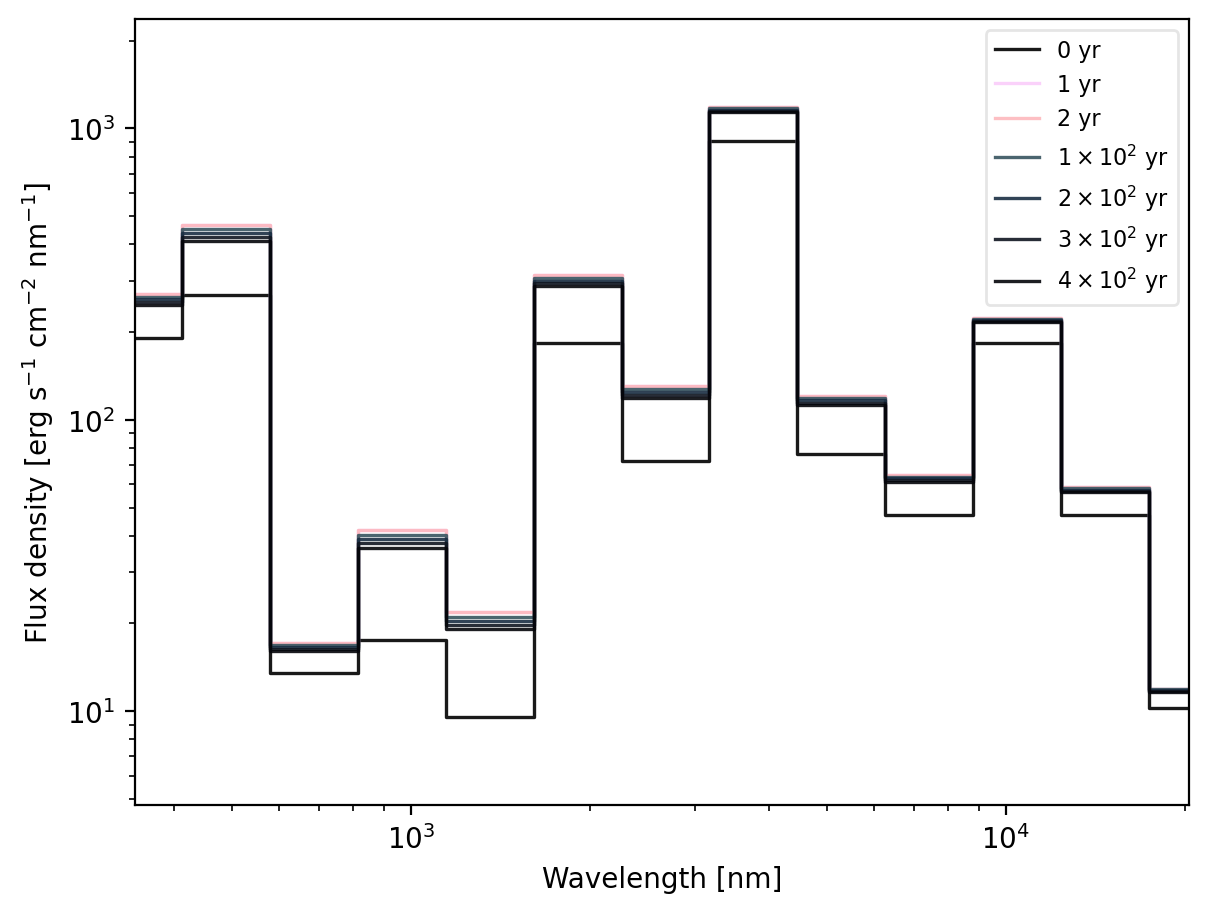 Flux density [erg s⁻¹ cm⁻² nm⁻¹]
10³
10²
10¹
0 yr
1 yr
2 yr
1 × 10² yr
2 × 10² yr
3 × 10² yr
4 × 10² yr
10³ 10⁴
Wavelength [nm]